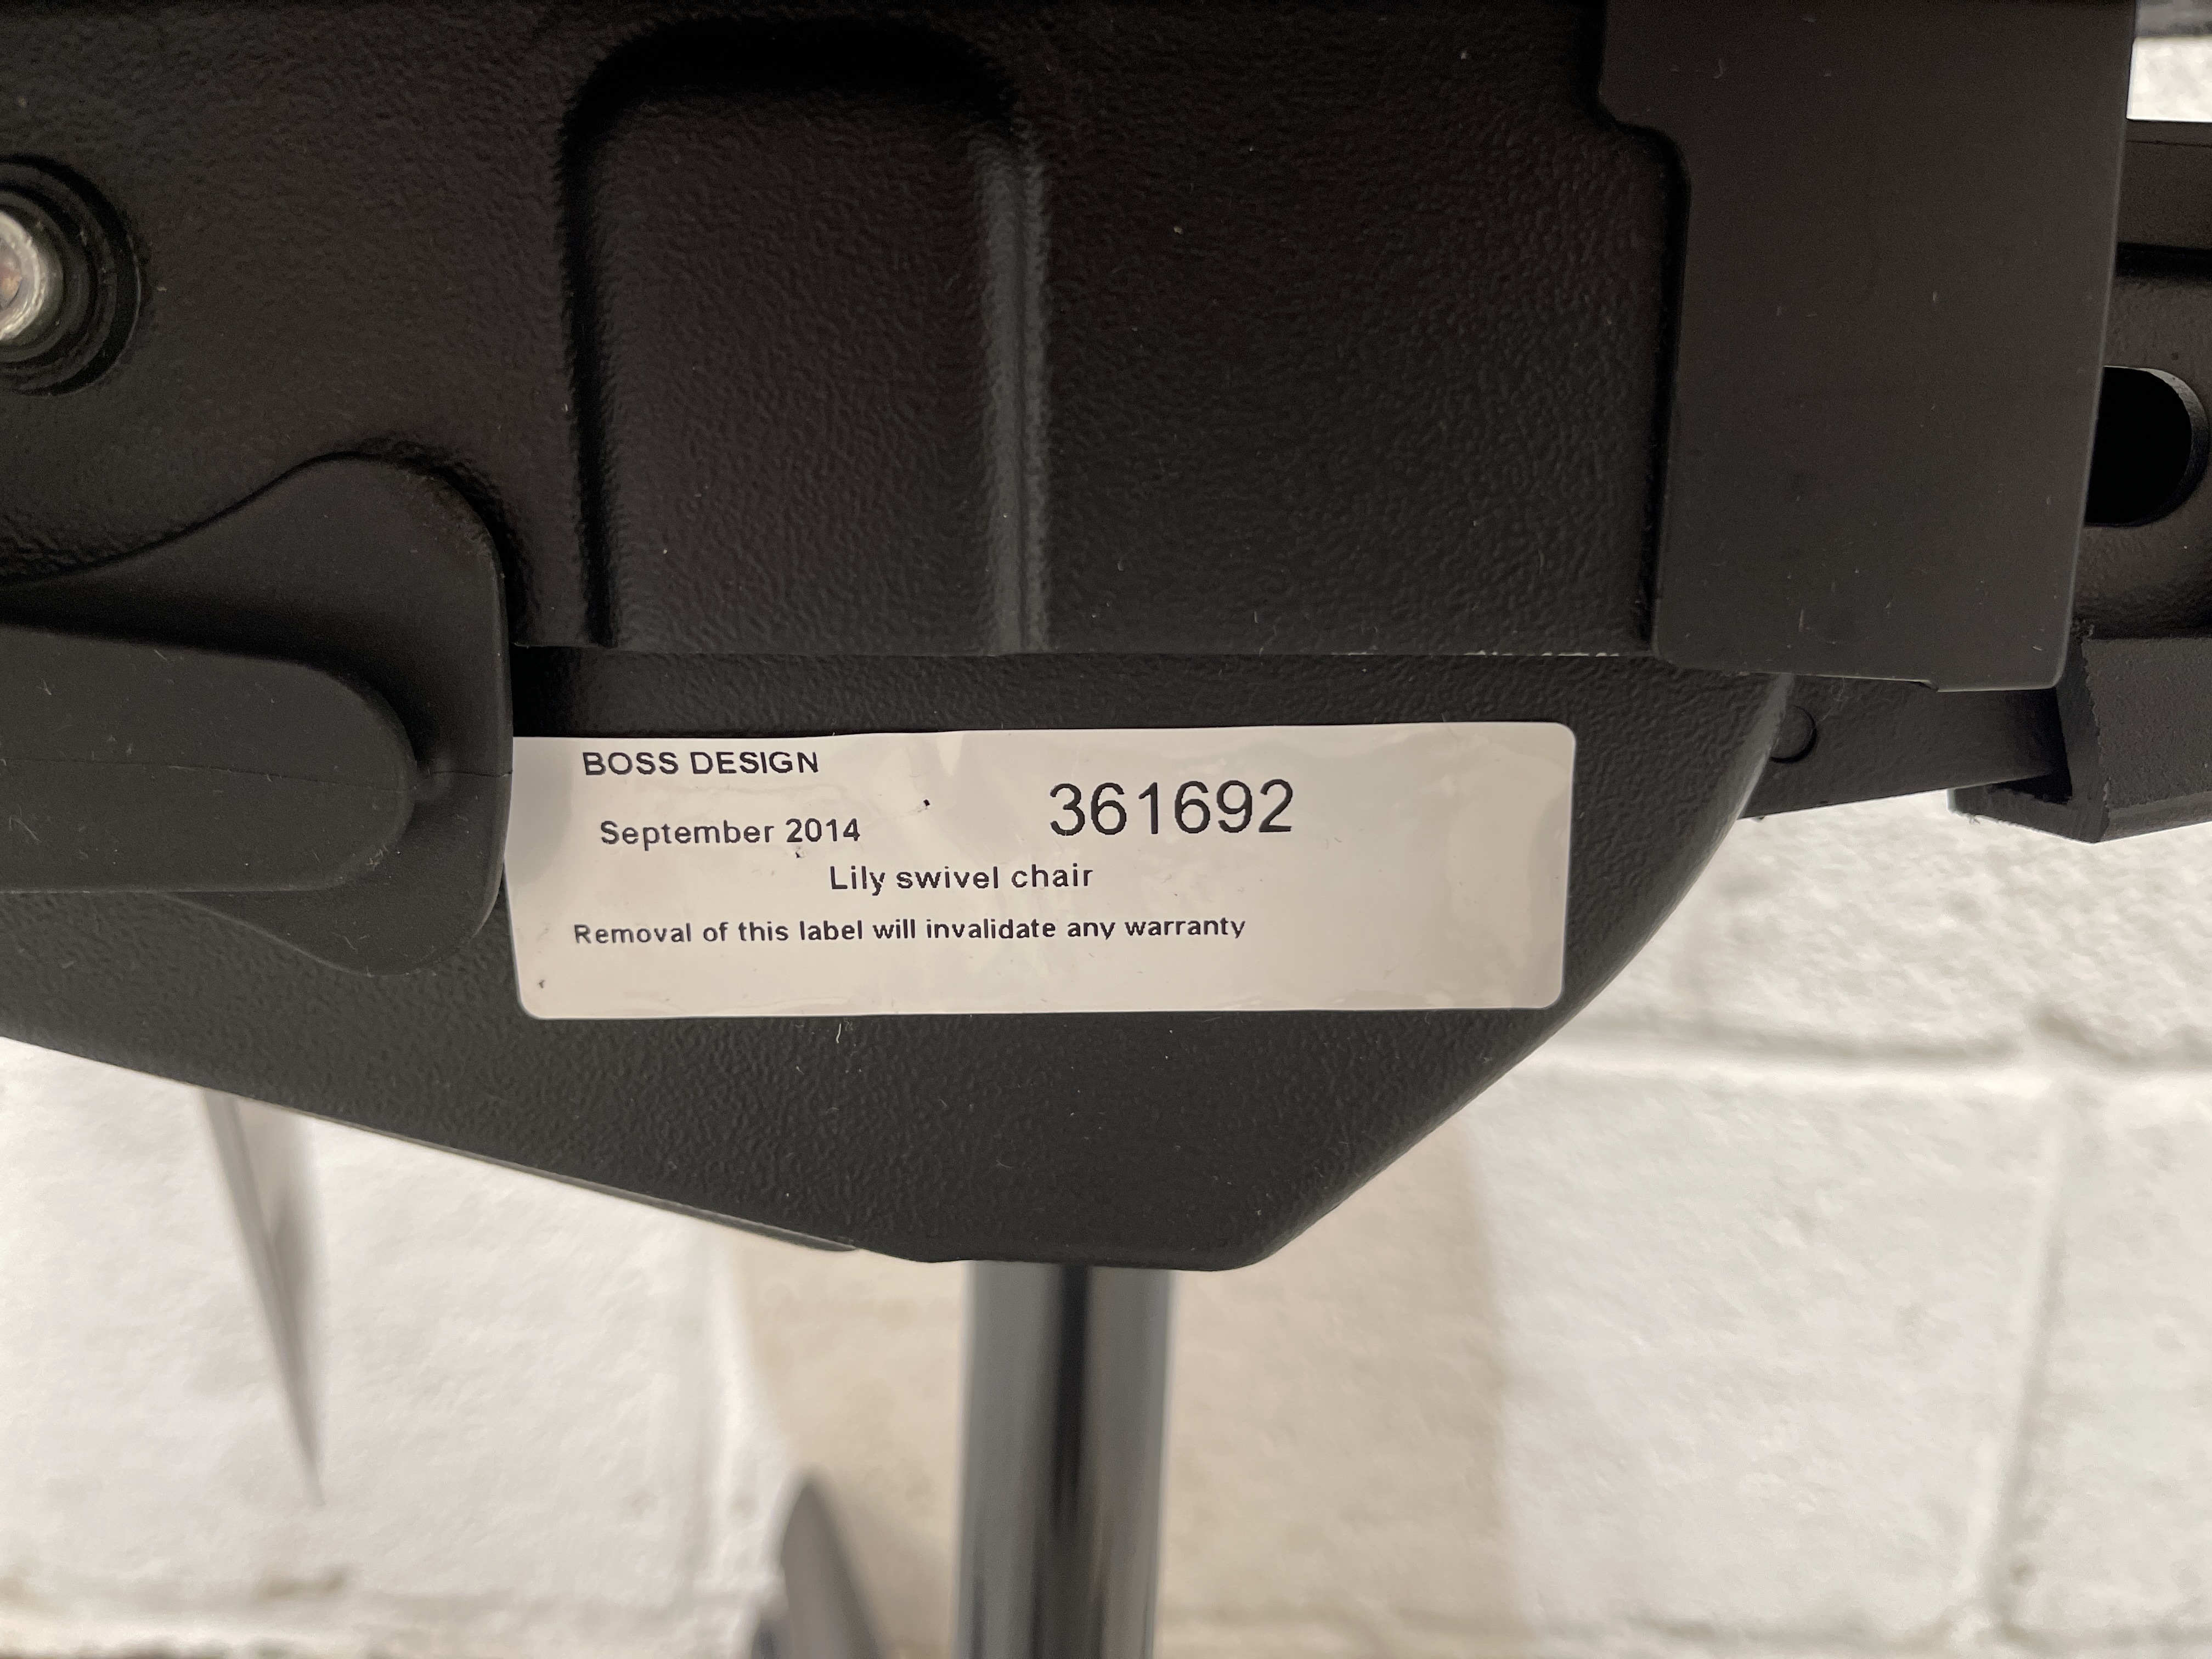 BOSS DESIGN
September 2014
361692
Lily swivel chair
Removal of this label will invalidate any warranty